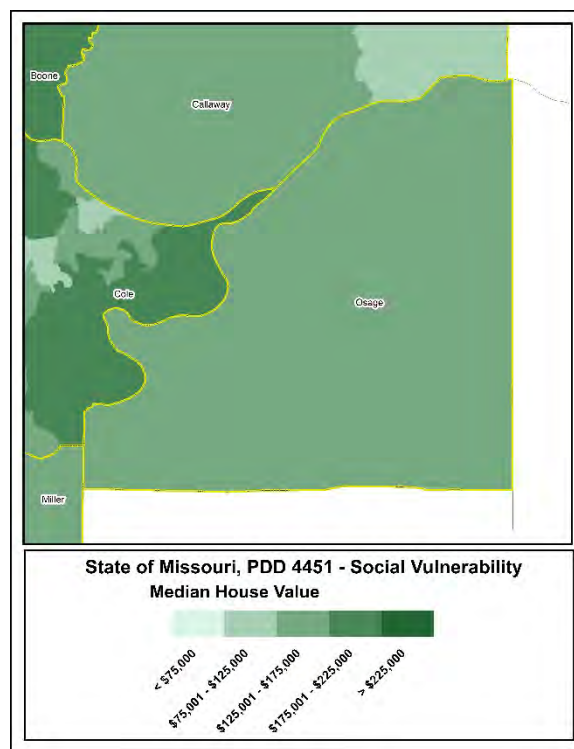 Boone
Callaway
Cole
Osage
Miller
State of Missouri, PDD 4451 - Social Vulnerability
Median House Value
< $75,000
$75,001 - $125,000
$125,001 - $175,000
$175,001 - $225,000
> $225,000